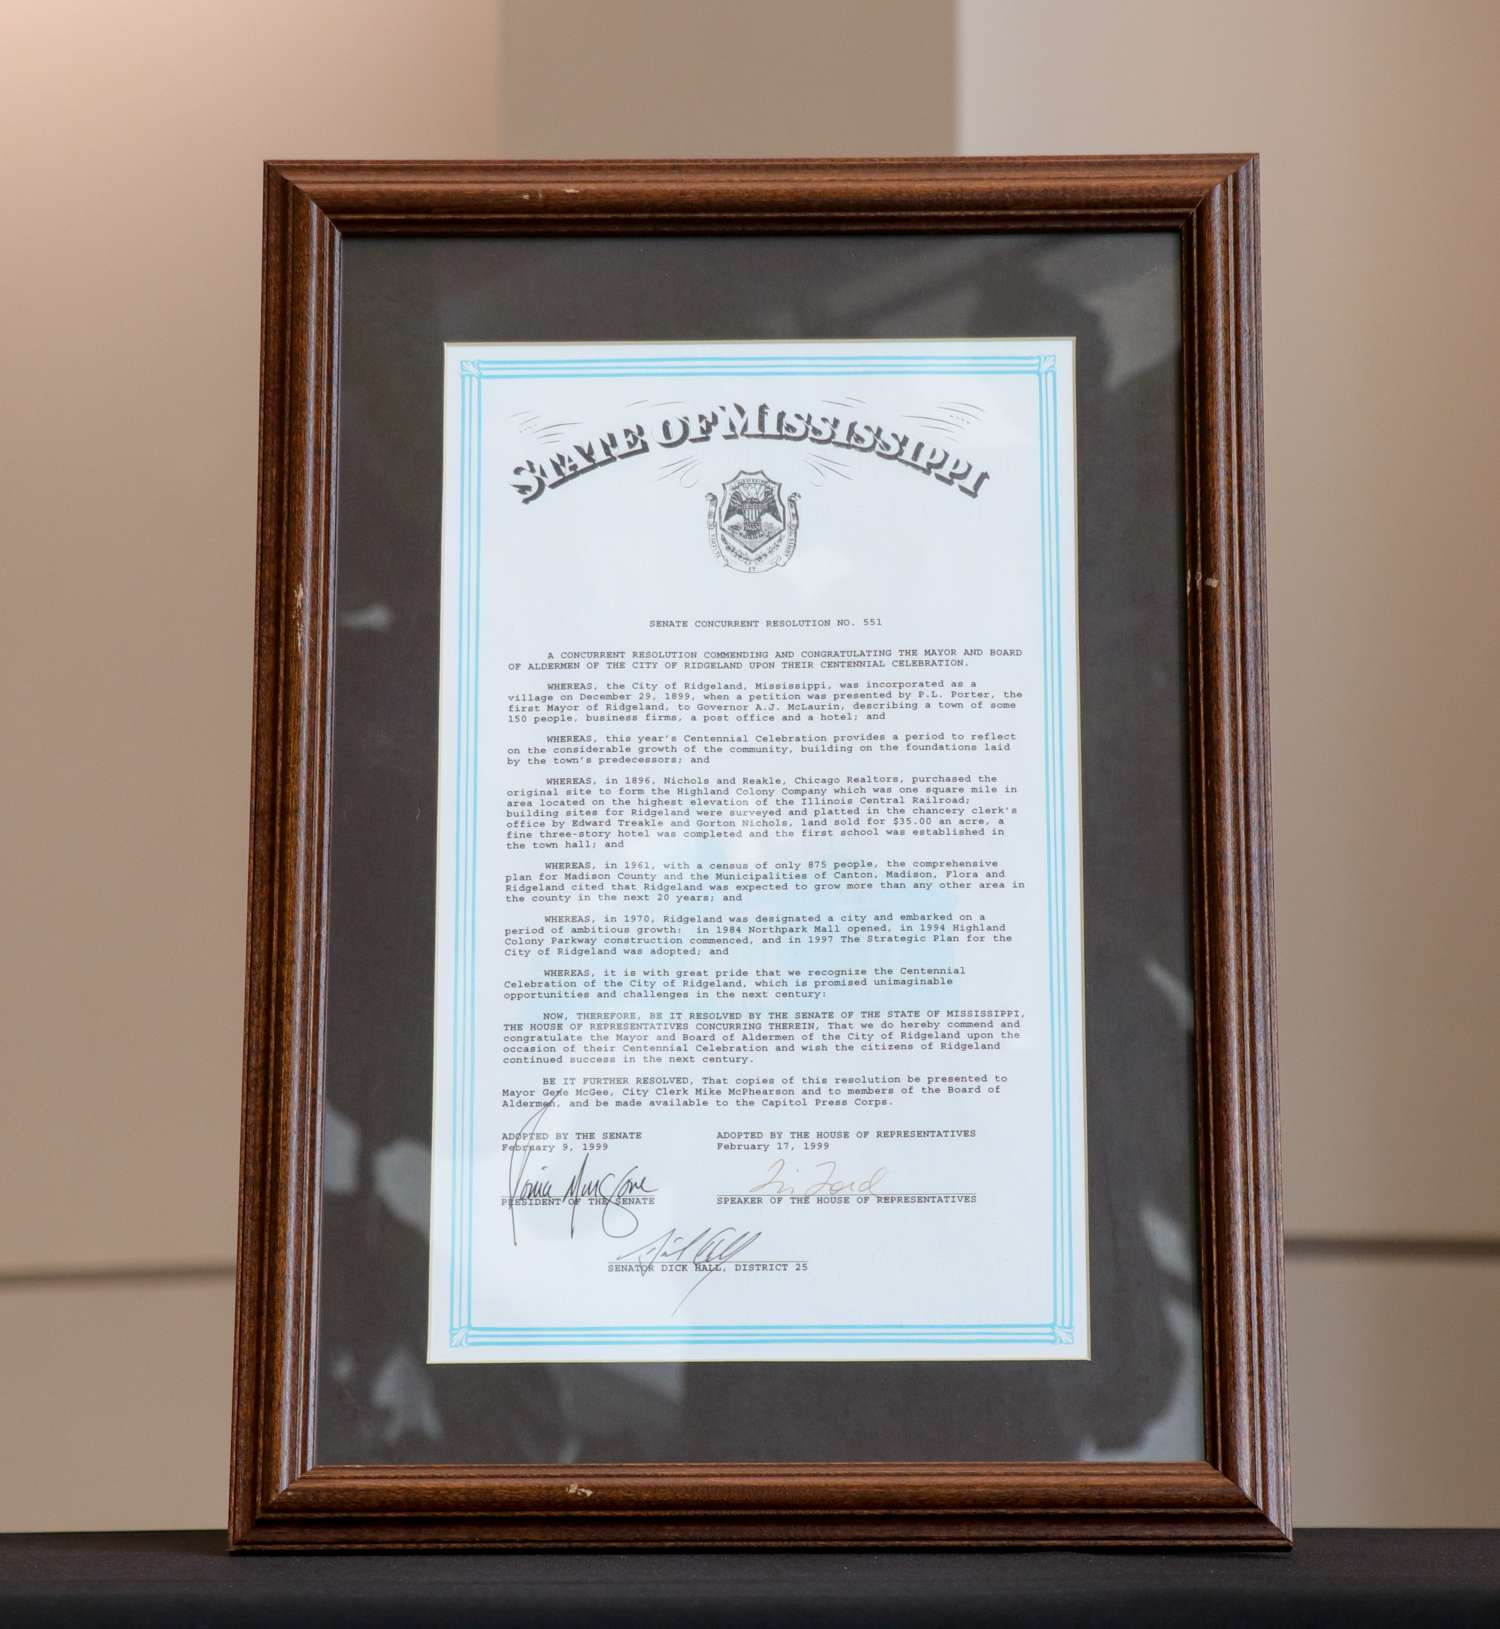 STATE OF MISSISSIPPI
SENATE CONCURRENT RESOLUTION NO. 551
A CONCURRENT RESOLUTION COMMENDING AND CONGRATULATING THE MAYOR AND BOARD
OF ALDERMEN OF THE CITY OF RIDGELAND UPON THEIR CENTENNIAL CELEBRATION.
WHEREAS, the City of Ridgeland, Mississippi, was incorporated as a
village on December 29, 1899, when a petition was presented by P.L. Porter, the
first Mayor of Ridgeland, to Governor A.J. McLaurin, describing a town of some
150 people, business firms, a post office and a hotel; and
WHEREAS, this year's Centennial Celebration provides a period to reflect
on the considerable growth of the community, building on the foundations laid
by the town's predecessors; and
WHEREAS, in 1896, Nichols and Reakle, Chicago Realtors, purchased the
original site to form the Highland Colony Company which was one square mile in
area located on the highest elevation of the Illinois Central Railroad;
building sites for Ridgeland were surveyed and platted in the chancery clerk's
office by Edward Treakle and Gorton Nichols, land sold for $35.00 an acre, a
fine three-story hotel was completed and the first school was established in
the town hall; and
WHEREAS, in 1961, with a census of only 875 people, the comprehensive
plan for Madison County and the Municipalities of Canton, Madison, Flora and
Ridgeland cited that Ridgeland was expected to grow more than any other area in
the county in the next 20 years; and
WHEREAS, in 1970, Ridgeland was designated a city and embarked on a
period of ambitious growth: in 1984 Northpark Mall opened, in 1994 Highland
Colony Parkway construction commenced, and in 1997 The Strategic Plan for the
City of Ridgeland was adopted; and
WHEREAS, it is with great pride that we recognize the Centennial
Celebration of the City of Ridgeland, which is promised unimaginable
opportunities and challenges in the next century:
NOW, THEREFORE, BE IT RESOLVED BY THE SENATE OF THE STATE OF MISSISSIPPI,
THE HOUSE OF REPRESENTATIVES CONCURRING THEREIN, That we do hereby commend and
congratulate the Mayor and Board of Aldermen of the City of Ridgeland upon the
occasion of their Centennial Celebration and wish the citizens of Ridgeland
continued success in the next century.
BE IT FURTHER RESOLVED, That copies of this resolution be presented to
Mayor Gene McGee, City Clerk Mike McPhearson and to members of the Board of
Aldermen, and be made available to the Capitol Press Corps.
ADOPTED BY THE SENATE ADOPTED BY THE HOUSE OF REPRESENTATIVES
February 9, 1999 February 17, 1999
Tim Ford
PRESIDENT OF THE SENATE SPEAKER OF THE HOUSE OF REPRESENTATIVES
SENATOR DICK HALL, DISTRICT 25